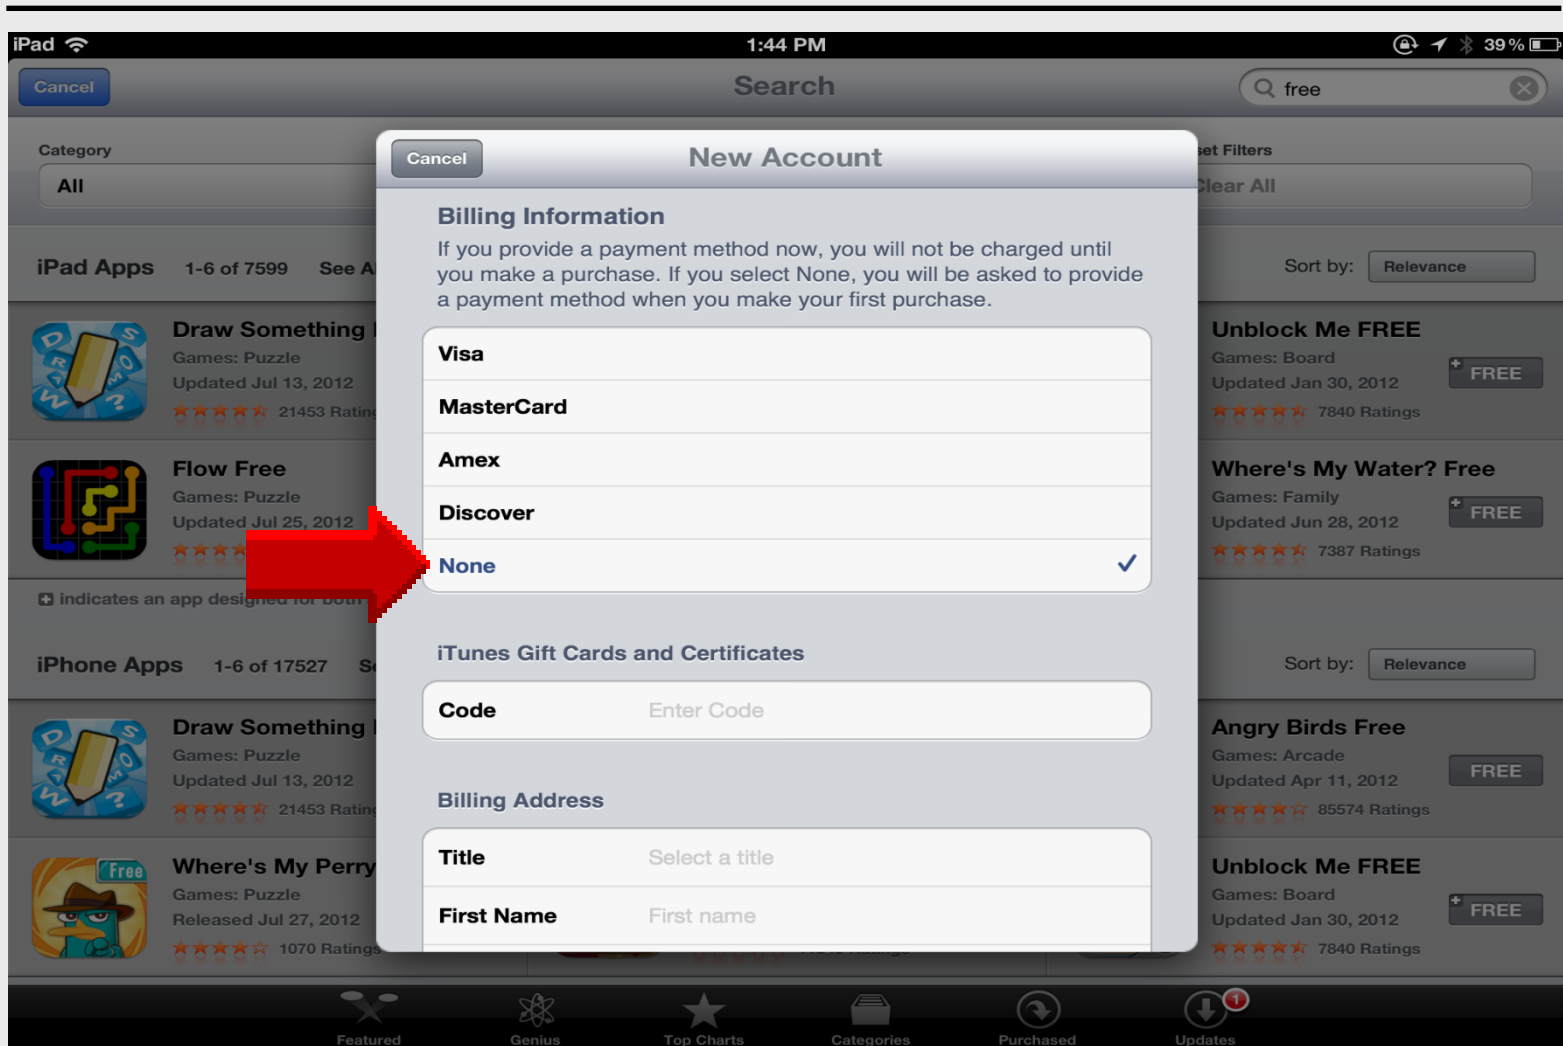 iPad
1:44 PM
39%
Cancel
Search
free
Category
All
set Filters
Clear All
Cancel
New Account
Billing Information
If you provide a payment method now, you will not be charged until
you make a purchase. If you select None, you will be asked to provide
a payment method when you make your first purchase.
Visa
MasterCard
Amex
Discover
None
iTunes Gift Cards and Certificates
Code Enter Code
Billing Address
Title Select a title
First Name First name
iPad Apps 1-6 of 7599 See A
Sort by: Relevance
Draw Something
Games: Puzzle
Updated Jul 13, 2012
21453 Rating
Unblock Me FREE
Games: Board
Updated Jan 30, 2012
7840 Ratings
FREE
Flow Free
Games: Puzzle
Updated Jul 25, 2012
Where's My Water? Free
Games: Family
Updated Jun 28, 2012
7387 Ratings
FREE
indicates an app designed for both
iPhone Apps 1-6 of 17527 Se
Sort by: Relevance
Draw Something
Games: Puzzle
Updated Jul 13, 2012
21453 Rating
Angry Birds Free
Games: Arcade
Updated Apr 11, 2012
85574 Ratings
FREE
Free
Where's My Perry
Games: Puzzle
Released Jul 27, 2012
1070 Ratings
Unblock Me FREE
Games: Board
Updated Jan 30, 2012
7840 Ratings
FREE
Featured
Genius
Top Charts
Categories
Purchased
1
Updates